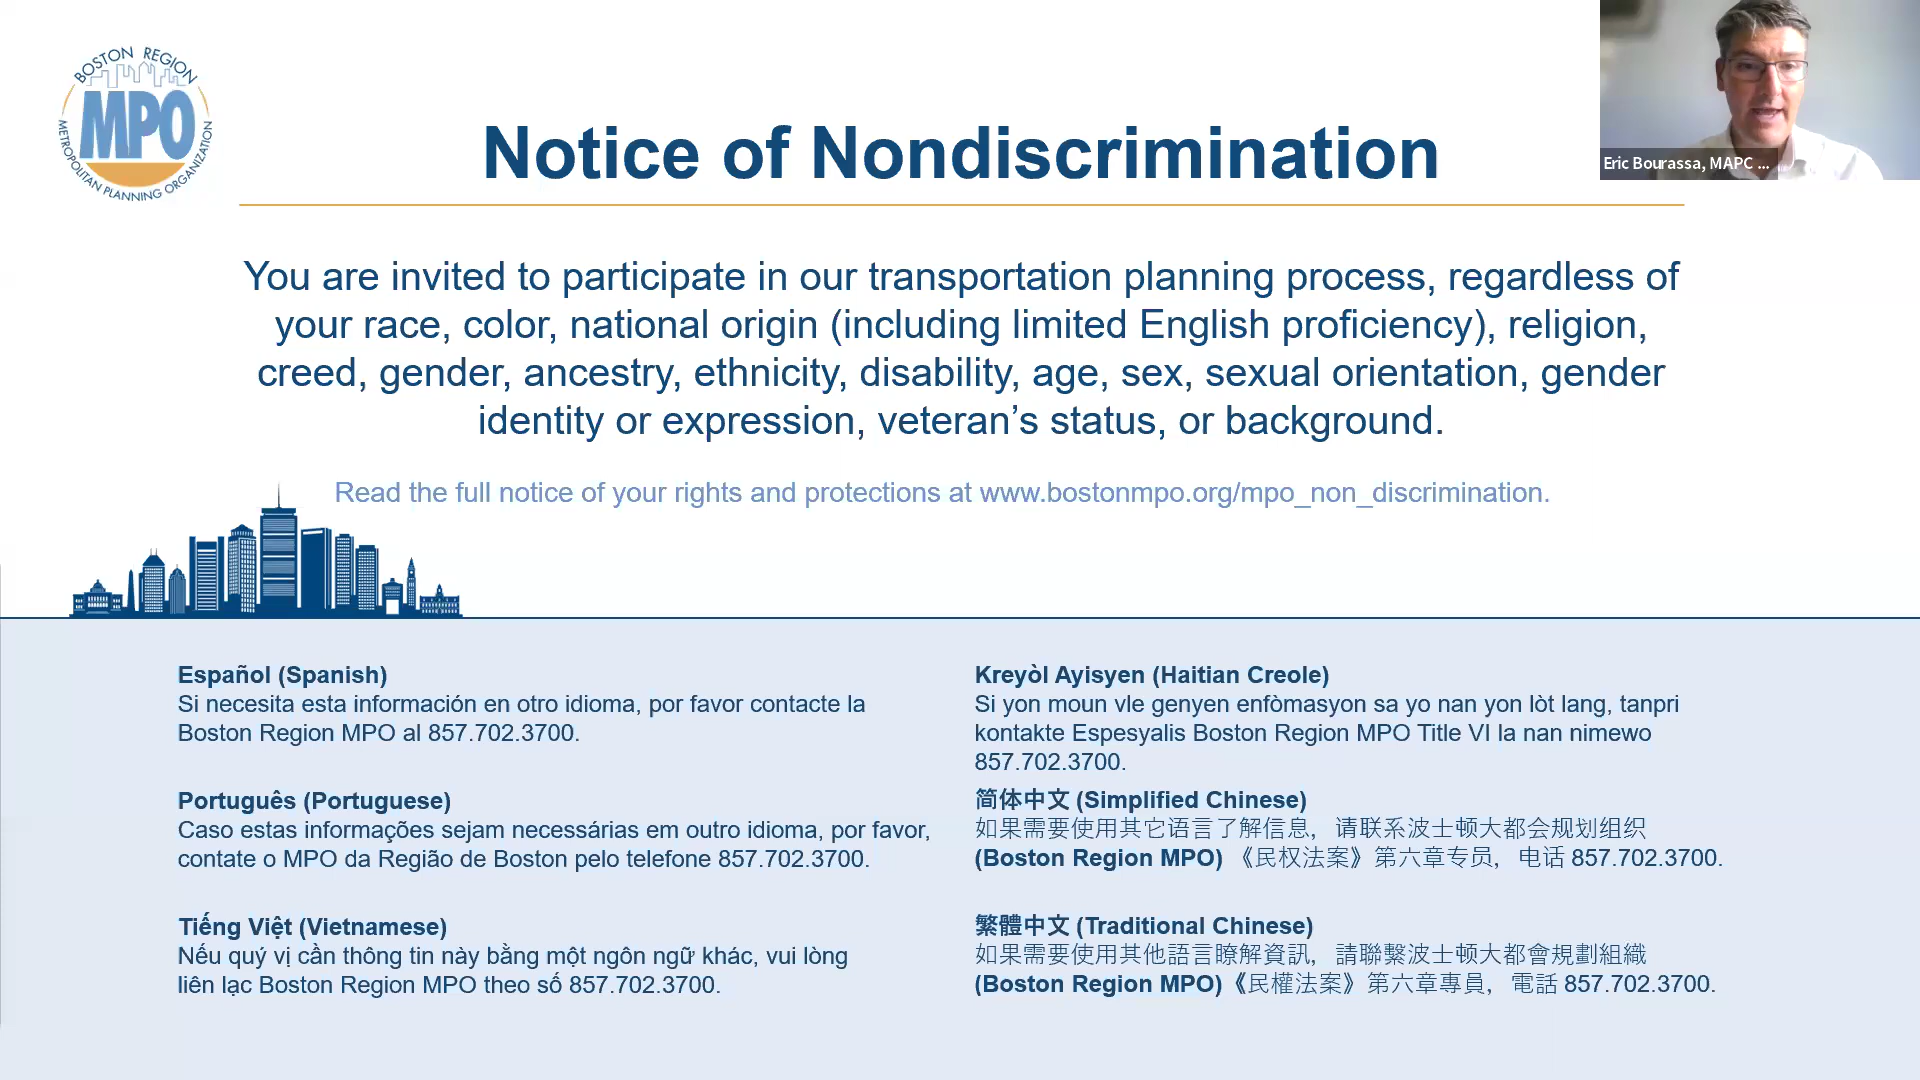 BOSTON REGION
MPO
METROPOLITAN PLANNING ORGANIZATION
Notice of Nondiscrimination
Eric Bourassa, MAPC ...
You are invited to participate in our transportation planning process, regardless of
your race, color, national origin (including limited English proficiency), religion,
creed, gender, ancestry, ethnicity, disability, age, sex, sexual orientation, gender
identity or expression, veteran’s status, or background.
Read the full notice of your rights and protections at www.bostonmpo.org/mpo_non_discrimination.
Español (Spanish)
Si necesita esta información en otro idioma, por favor contacte la
Boston Region MPO al 857.702.3700.
Português (Portuguese)
Caso estas informações sejam necessárias em outro idioma, por favor,
contate o MPO da Região de Boston pelo telefone 857.702.3700.
Tiếng Việt (Vietnamese)
Nếu quý vị cần thông tin này bằng một ngôn ngữ khác, vui lòng
liên lạc Boston Region MPO theo số 857.702.3700.
Kreyòl Ayisyen (Haitian Creole)
Si yon moun vle genyen enfòmasyon sa yo nan yon lòt lang, tanpri
kontakte Espesyalis Boston Region MPO Title VI la nan nimewo
857.702.3700.
简体中文 (Simplified Chinese)
如果需要使用其它语言了解信息，请联系波士顿大都会规划组织
(Boston Region MPO) 《民权法案》第六章专员，电话 857.702.3700.
繁體中文 (Traditional Chinese)
如果需要使用其他語言瞭解資訊，請聯繫波士顿大都會規劃組織
(Boston Region MPO)《民權法案》第六章專員，電話 857.702.3700.